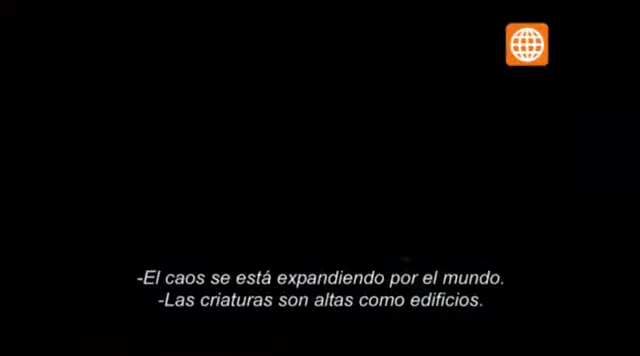 -El caos se está expandiendo por el mundo.
-Las criaturas son altas como edificios.